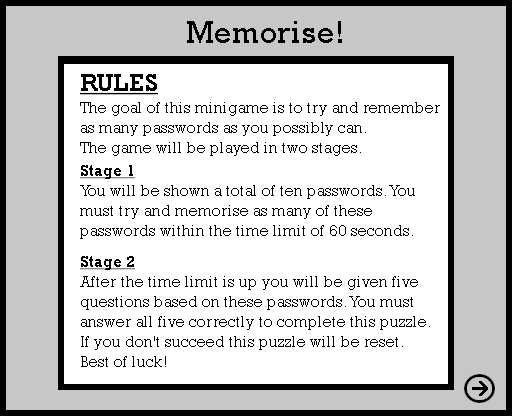 Memorise!
RULES
The goal of this minigame is to try and remember
as many passwords as you possibly can.
The game will be played in two stages.
Stage 1
You will be shown a total of ten passwords. You
must try and memorise as many of these
passwords within the time limit of 60 seconds.
Stage 2
After the time limit is up you will be given five
questions based on these passwords. You must
answer all five correctly to complete this puzzle.
If you don't succeed this puzzle will be reset.
Best of luck!